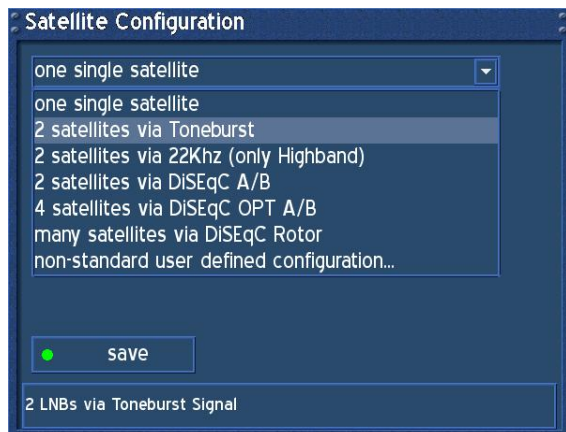 Satellite Configuration
one single satellite
one single satellite
2 satellites via Toneburst
2 satellites via 22Khz (only Highband)
2 satellites via DiSEqC A/B
4 satellites via DiSEqC OPT A/B
many satellites via DiSEqC Rotor
non-standard user defined configuration...
save
2 LNBs via Toneburst Signal